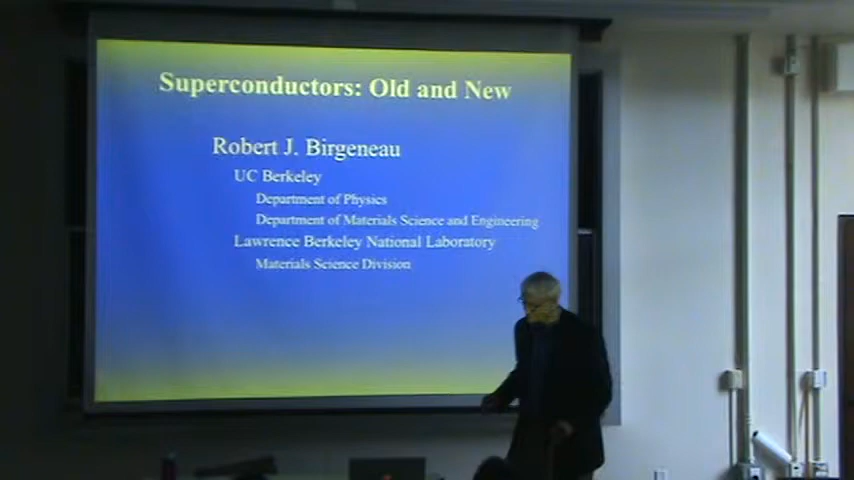 Superconductors: Old and New
Robert J. Birgeneau
UC Berkeley
Department of Physics
Department of Materials Science and Engineering
Lawrence Berkeley National Laboratory
Materials Science Division